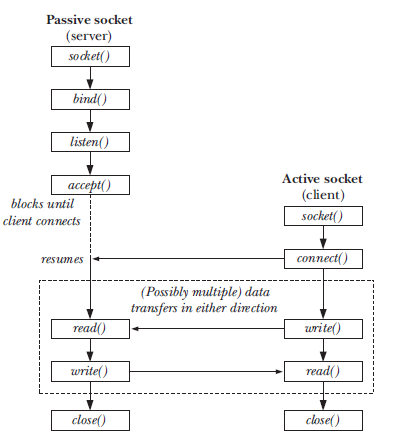 Passive socket
(server)
socket()
bind()
listen()
accept()
blocks until
client connects
Active socket
(client)
socket()
resumes
connect()
(Possibly multiple) data
transfers in either direction
read()
write()
write()
read()
close()
close()